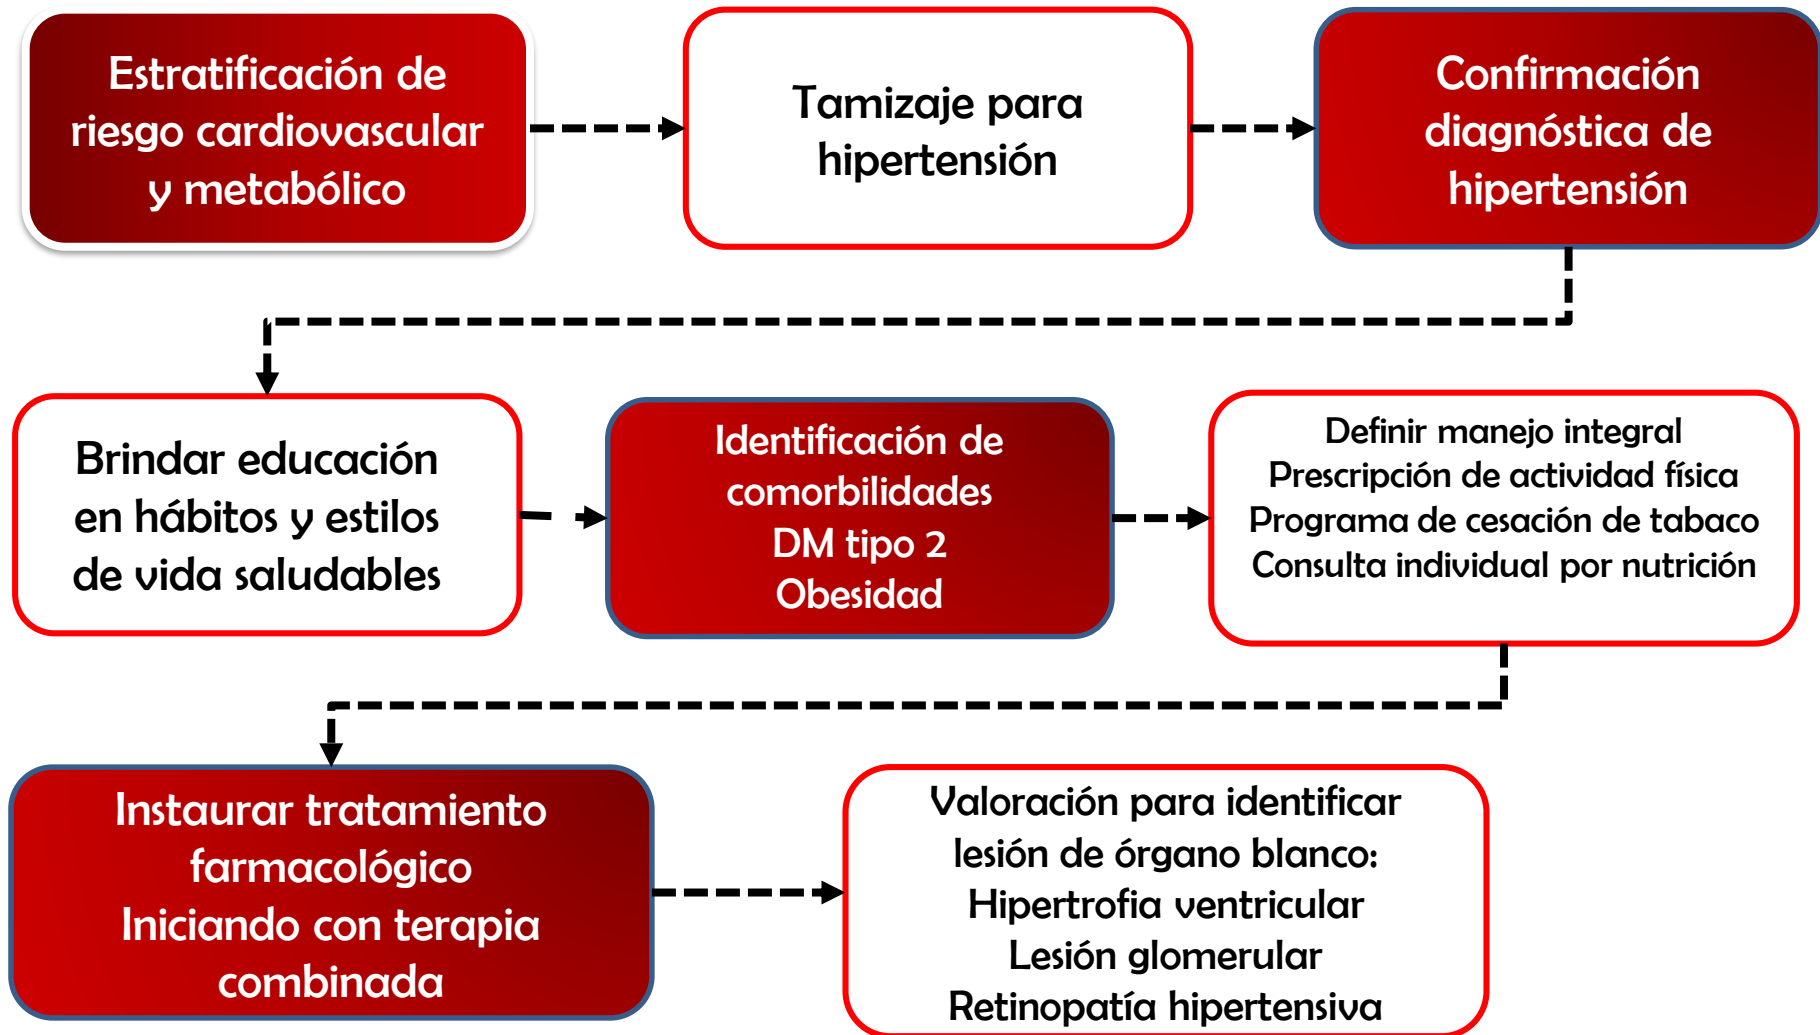 Estratificación de
riesgo cardiovascular
y metabólico
Tamizaje para
hipertensión
Confirmación
diagnóstica de
hipertensión
Brindar educación
en hábitos y estilos
de vida saludables
Identificación de
comorbilidades
DM tipo 2
Obesidad
Definir manejo integral
Prescripción de actividad física
Programa de cesación de tabaco
Consulta individual por nutrición
Instaurar tratamiento
farmacológico
Iniciando con terapia
combinada
Valoración para identificar
lesión de órgano blanco:
Hipertrofia ventricular
Lesión glomerular
Retinopatía hipertensiva